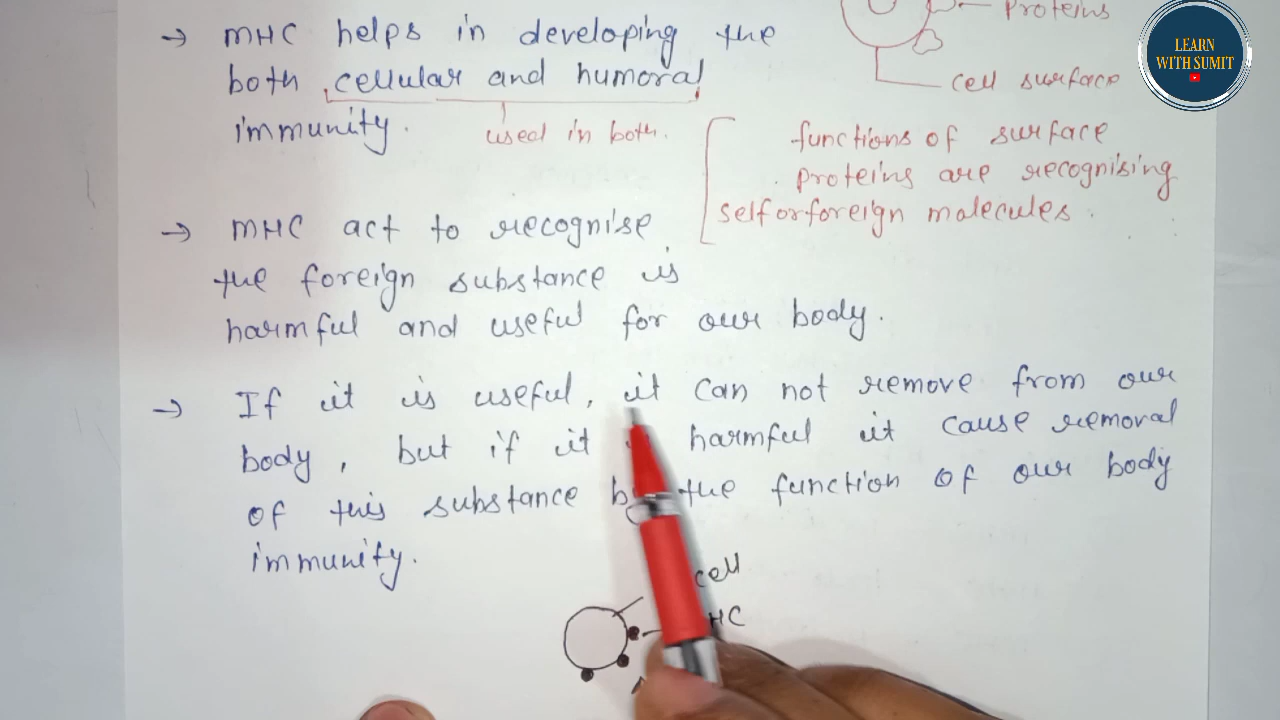 proteins
→ MHC helps in developing the
both cellular and humoral
immunity.
used in both.
cell surface
LEARN
WITH SUMIT
functions of surface
proteins are recognising
self or foreign molecules.
→ MHC act to recognise
the foreign substance is
harmful and useful for our body.
→ If it is useful, it can not remove from our
body, but if it harmful it cause removal
of this substance the function of our body
immunity.
cell